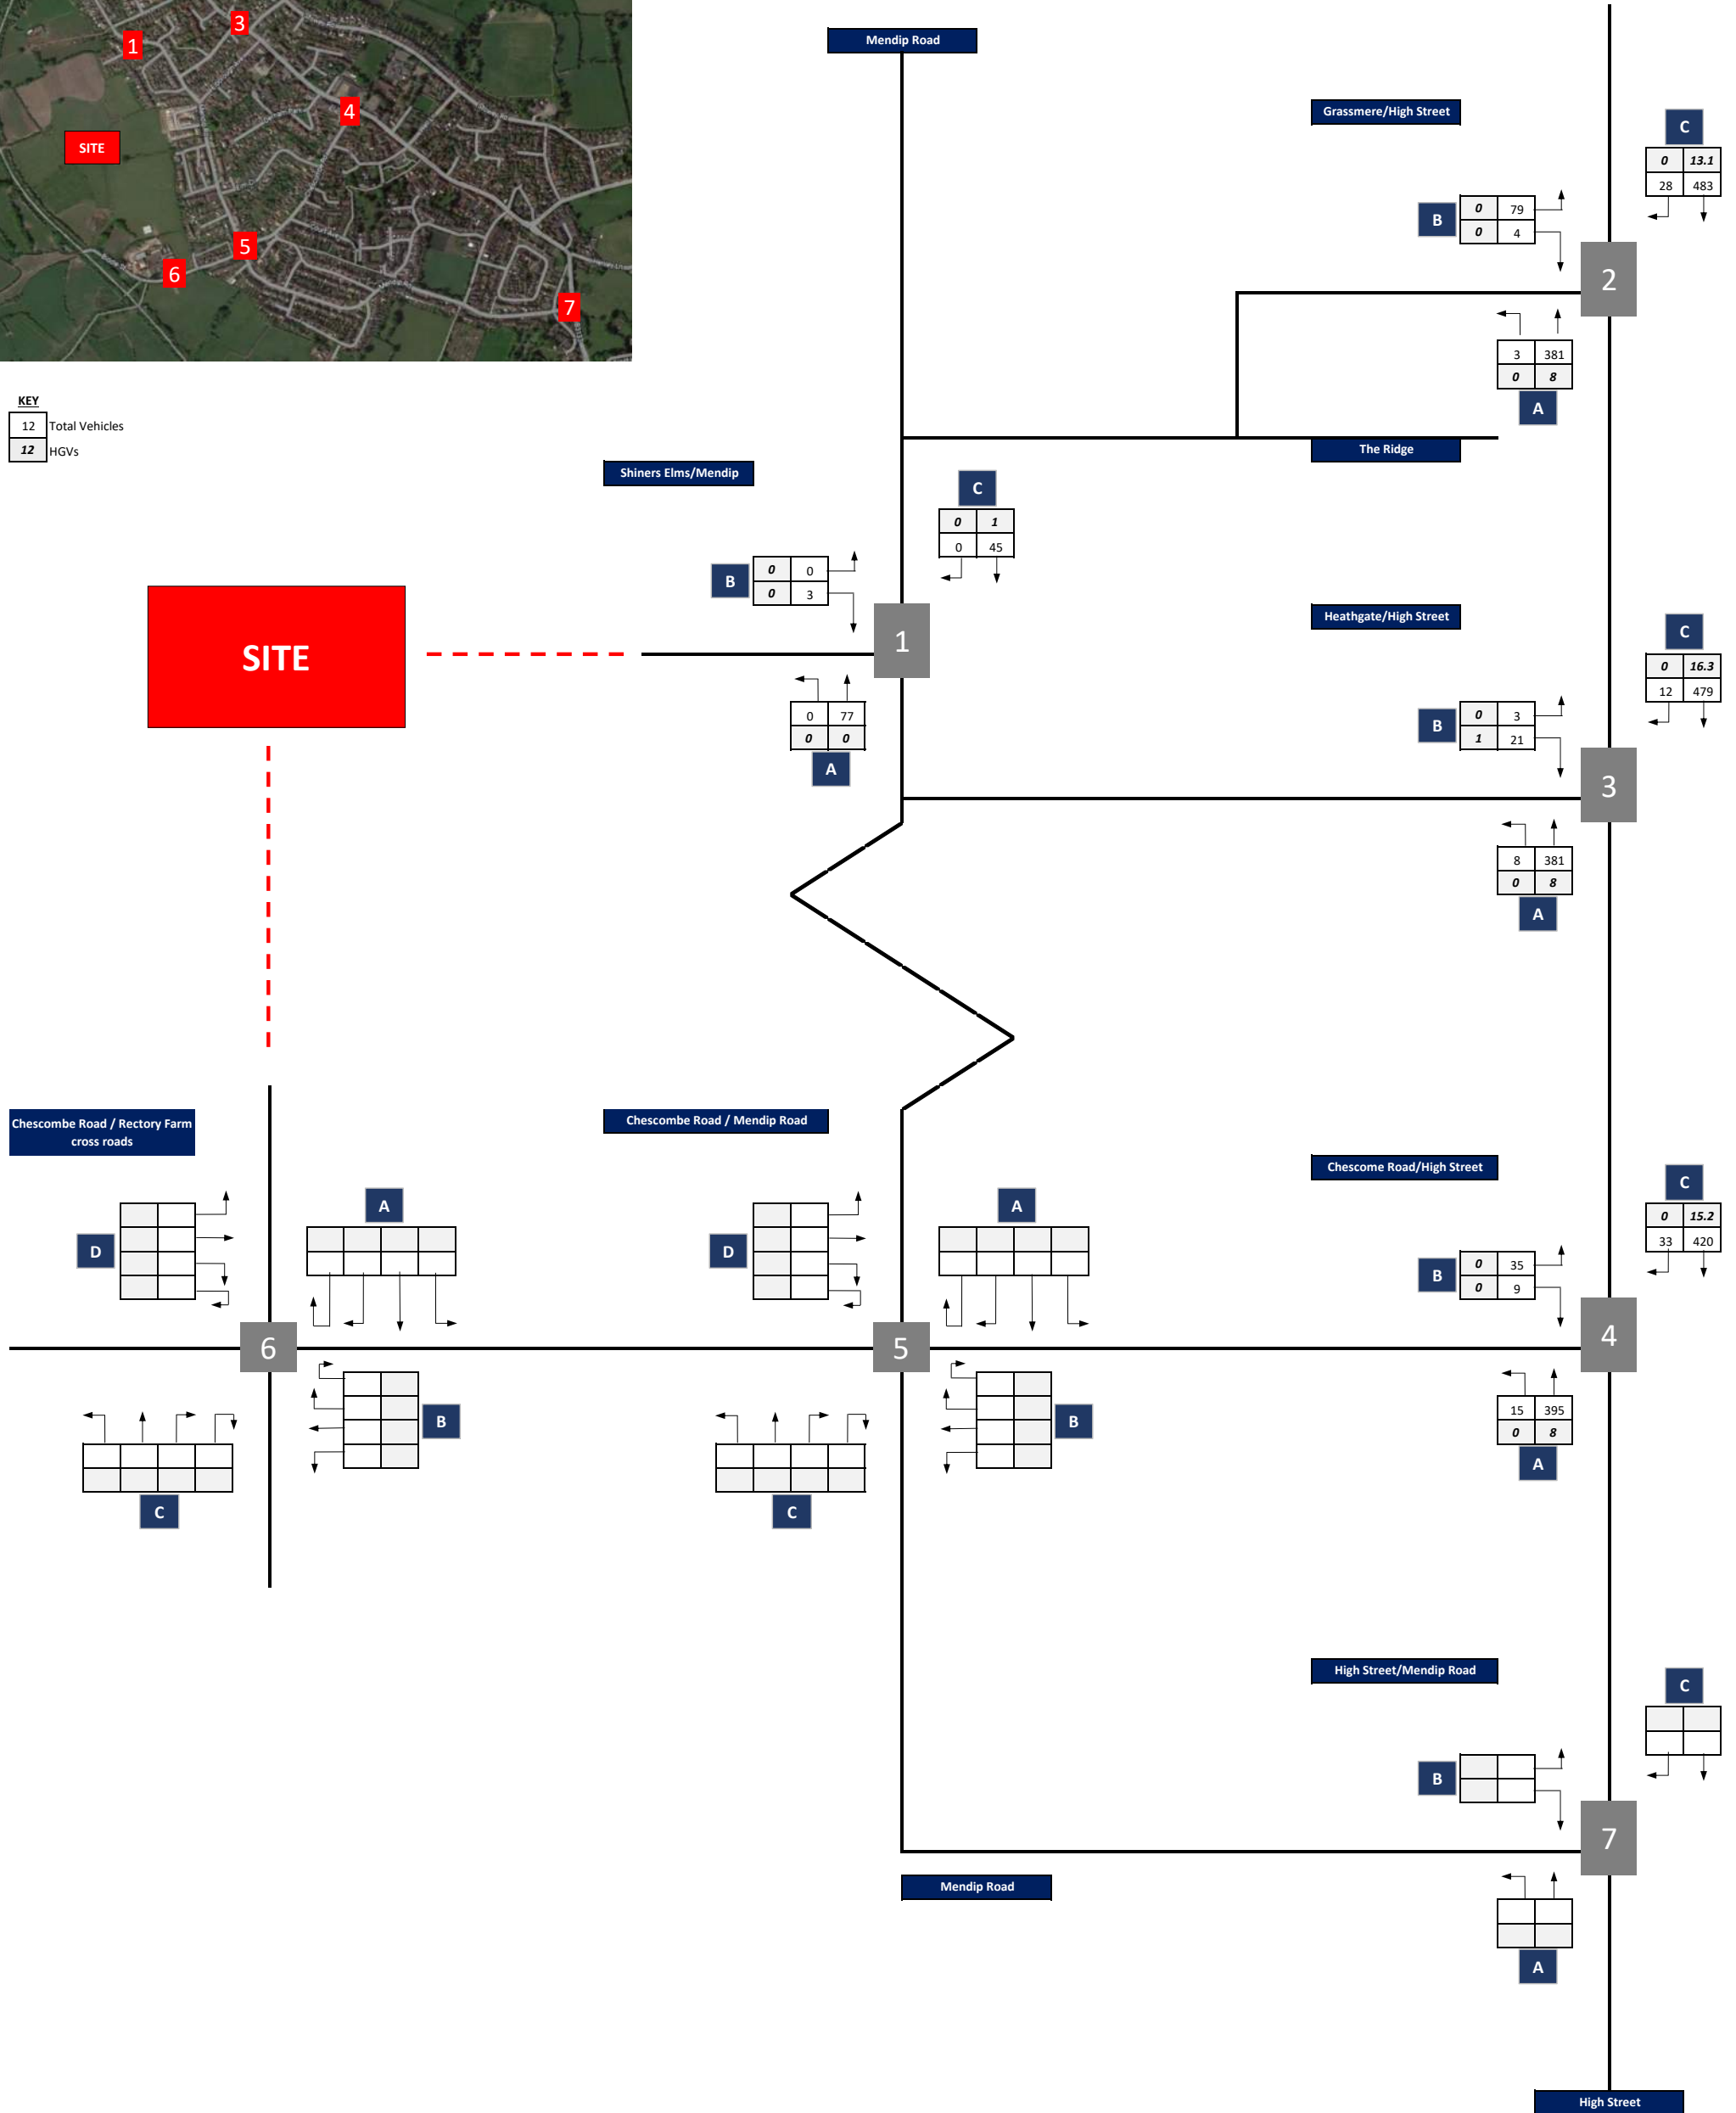 3
1
4
SITE
5
6
7
Mendip Road
Grassmere/High Street
C
0 13.1
28 483
B
0 79
0 4
2
3 381
0 8
A
KEY
12 Total Vehicles
12 HGVs
The Ridge
Shiners Elms/Mendip
C
0 1
0 45
B
0 0
0 3
SITE
1
0 77
0 0
A
Heathgate/High Street
C
0 16.3
12 479
B
0 3
1 21
3
8 381
0 8
A
Chescombe Road / Rectory Farm
cross roads
Chescombe Road / Mendip Road
Chescome Road/High Street
C
0 15.2
33 420
A
D
A
D
B
0 35
0 9
6
5
4
B
C
B
C
15 395
0 8
A
High Street/Mendip Road
C
B
7
Mendip Road
A
High Street